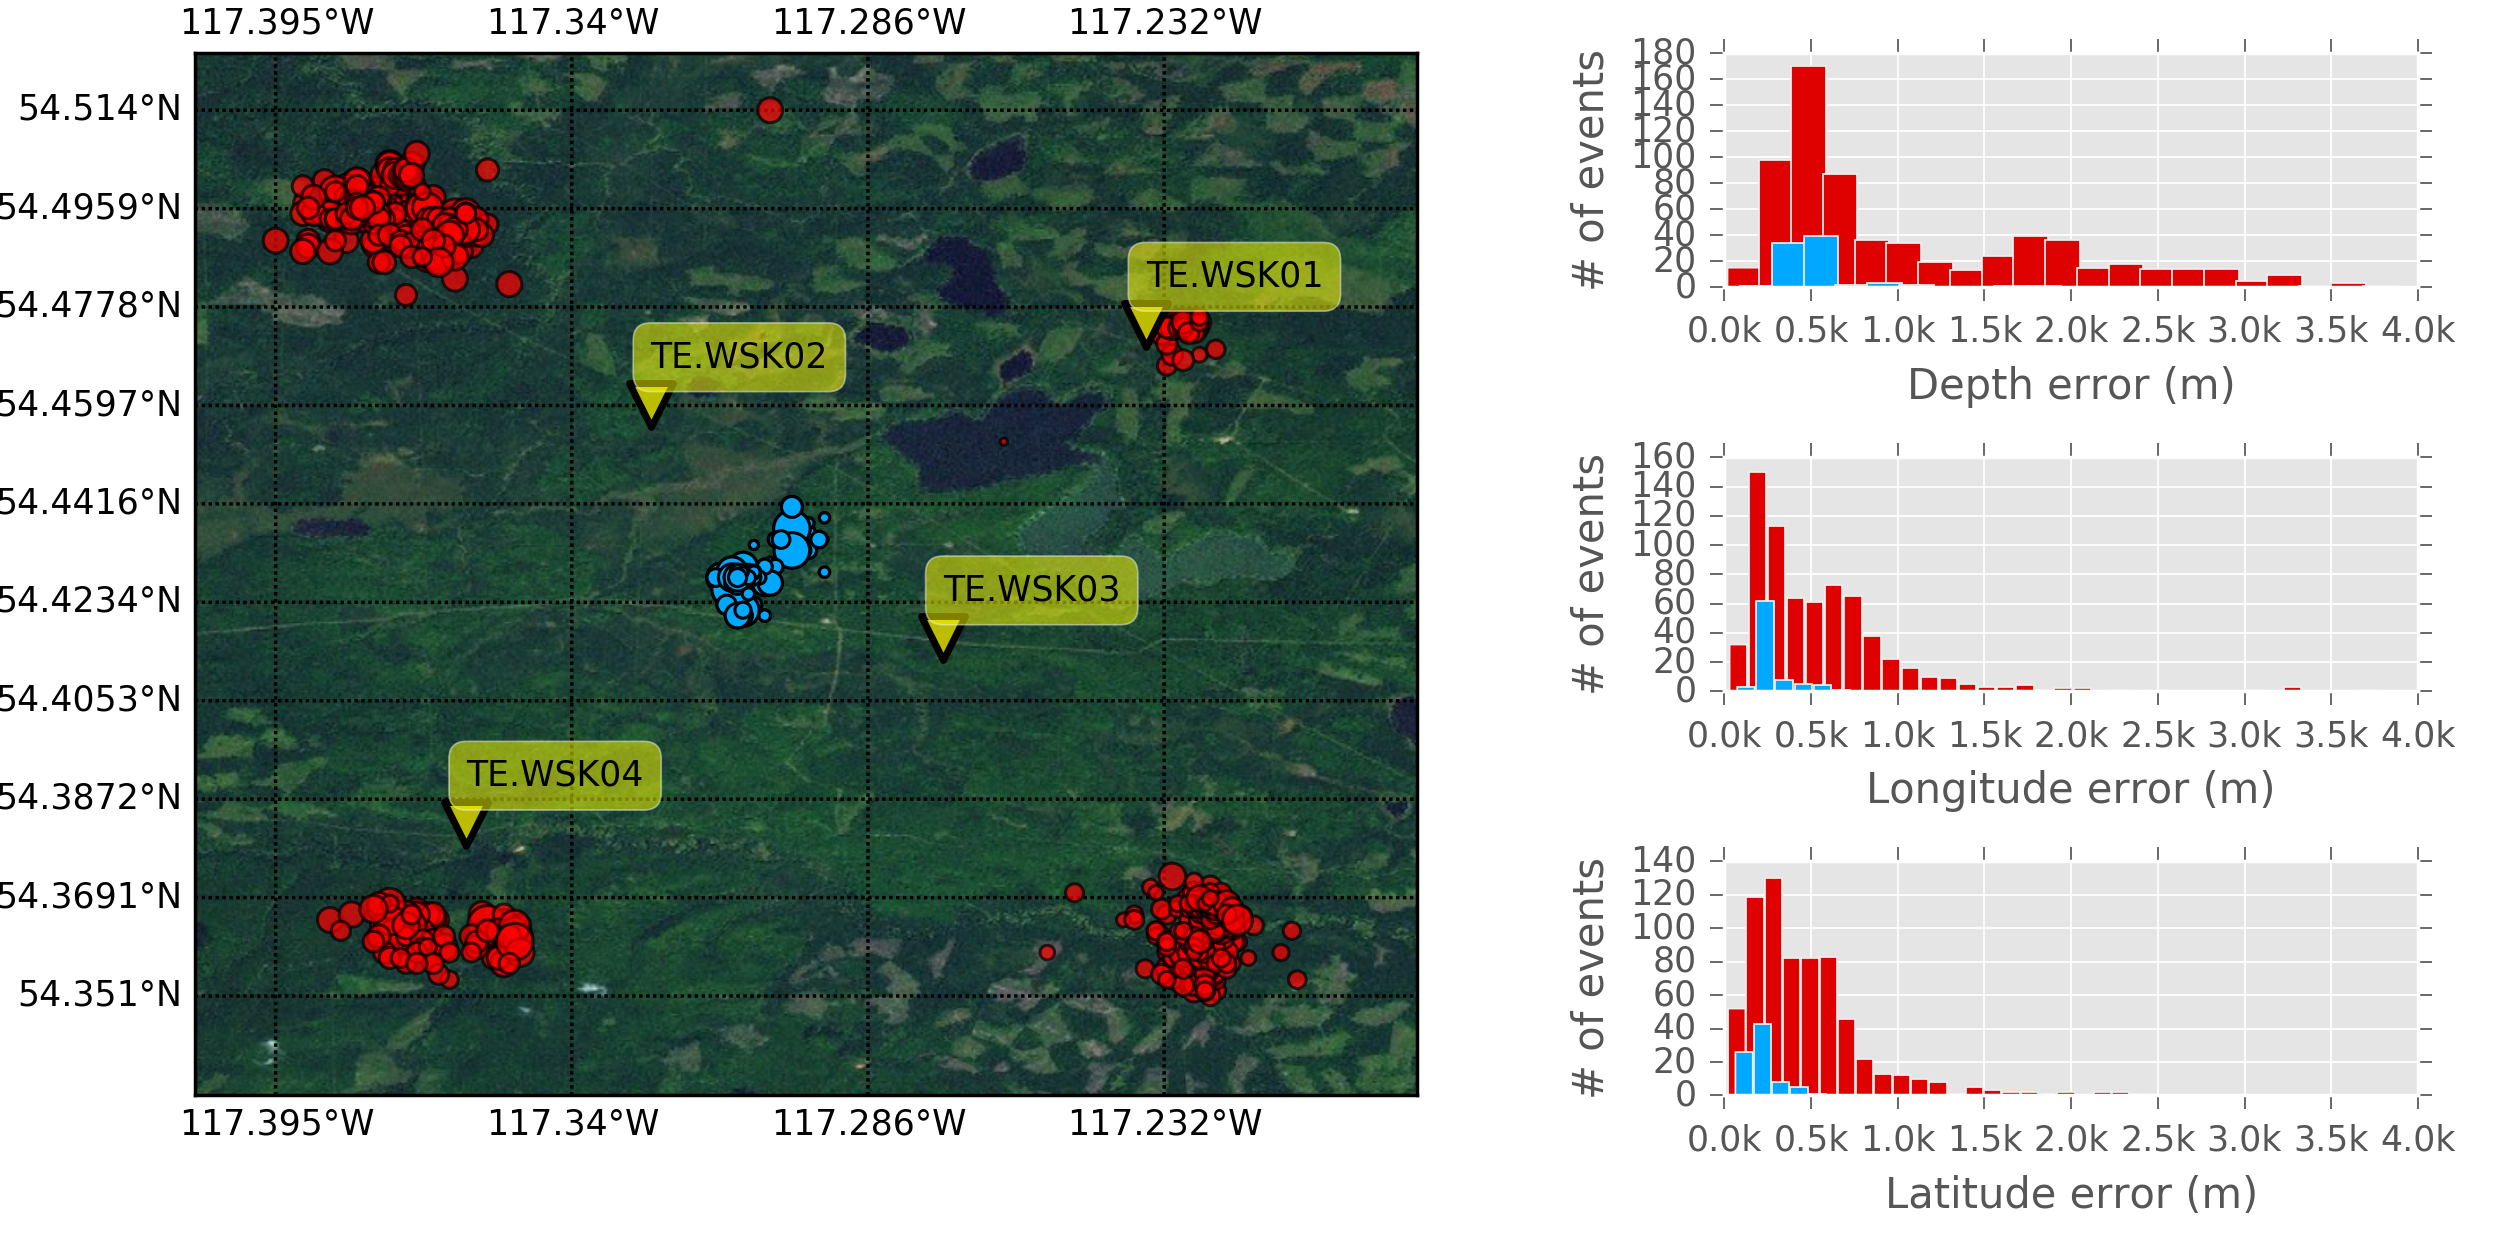 117.395°W 117.34°W 117.286°W 117.232°W
54.514°N
54.4959°N
54.4778°N
54.4597°N
54.4416°N
54.4234°N
54.4053°N
54.3872°N
54.3691°N
54.351°N
TE.WSK01
TE.WSK02
TE.WSK03
TE.WSK04
117.395°W 117.34°W 117.286°W 117.232°W
# of events
180
160
140
120
100
80
60
40
20
0
0.0k 0.5k 1.0k 1.5k 2.0k 2.5k 3.0k 3.5k 4.0k
Depth error (m)
# of events
160
140
120
100
80
60
40
20
0
0.0k 0.5k 1.0k 1.5k 2.0k 2.5k 3.0k 3.5k 4.0k
Longitude error (m)
# of events
140
120
100
80
60
40
20
0
0.0k 0.5k 1.0k 1.5k 2.0k 2.5k 3.0k 3.5k 4.0k
Latitude error (m)